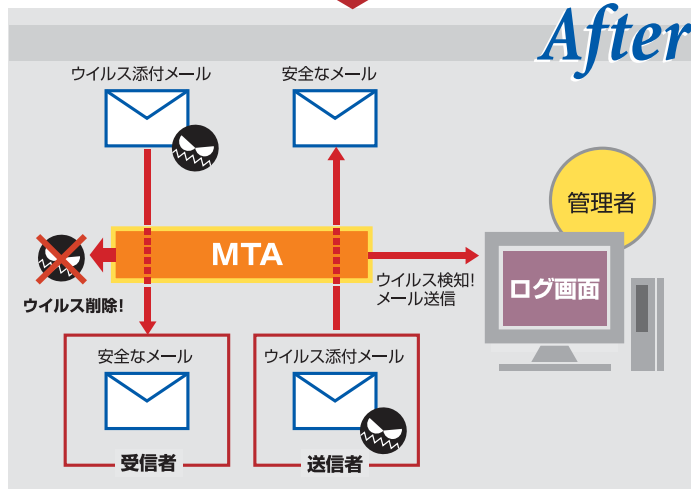 After
ウイルス添付メール
安全なメール
管理者
MTA
ログ画面
ウイルス検知!
メール送信
ウイルス削除!
安全なメール
ウイルス添付メール
受信者
送信者